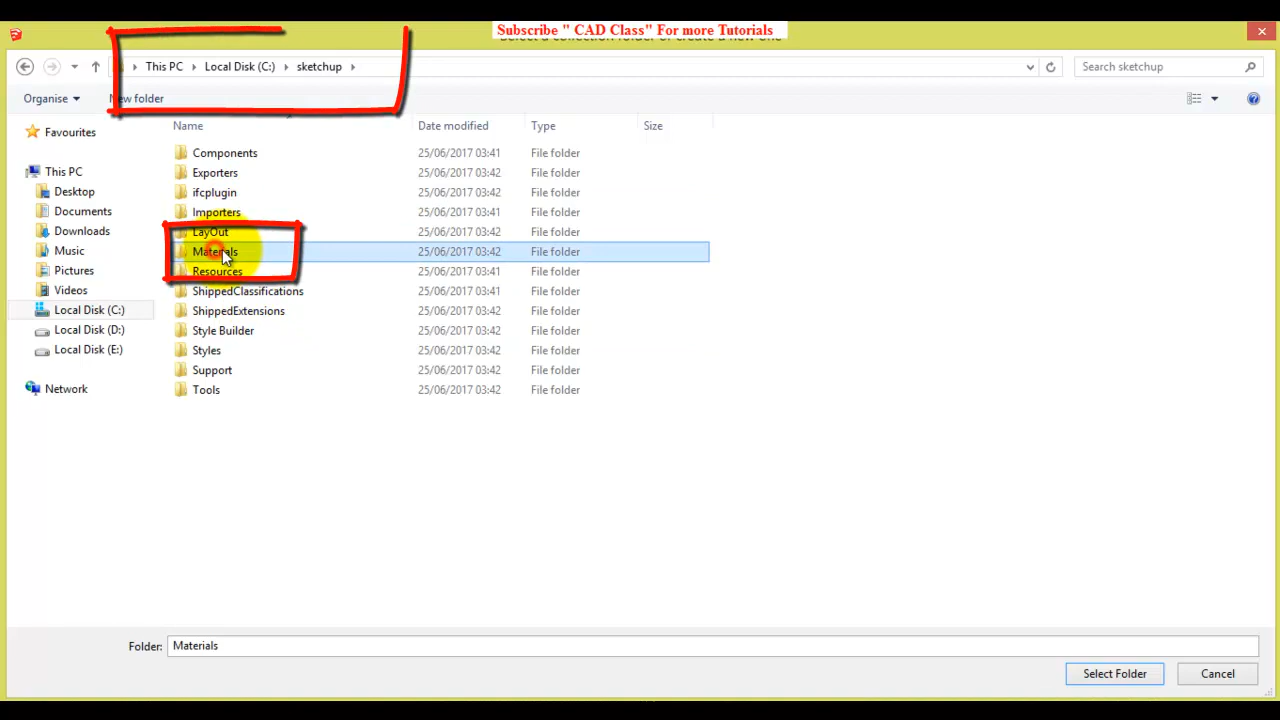 Subscribe " CAD Class" For more Tutorials
Select a collection folder or create a new one
This PC Local Disk (C:) sketchup
Search sketchup
Organise New folder
Name Date modified Type Size
Favourites
This PC
Desktop
Documents
Downloads
Music
Pictures
Videos
Local Disk (C:)
Local Disk (D:)
Local Disk (E:)
Network
Components 25/06/2017 03:41 File folder
Exporters 25/06/2017 03:42 File folder
ifcplugin 25/06/2017 03:42 File folder
Importers 25/06/2017 03:41 File folder
LayOut 25/06/2017 03:42 File folder
Materials 25/06/2017 03:42 File folder
Resources 25/06/2017 03:41 File folder
ShippedClassifications 25/06/2017 03:41 File folder
ShippedExtensions 25/06/2017 03:42 File folder
Style Builder 25/06/2017 03:42 File folder
Styles 25/06/2017 03:42 File folder
Support 25/06/2017 03:42 File folder
Tools 25/06/2017 03:42 File folder
Folder: Materials
Select Folder Cancel